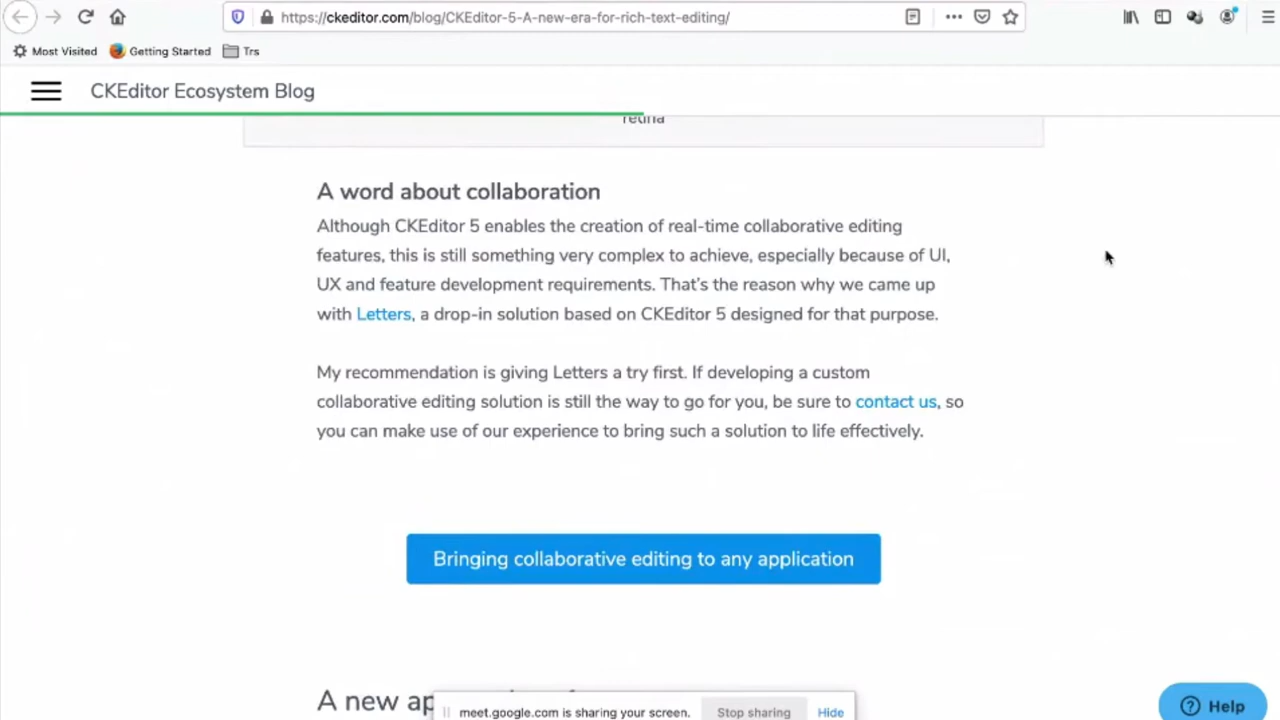 https://ckeditor.com/blog/CKEditor-5-A-new-era-for-rich-text-editing/
Most Visited Getting Started Trs
CKEditor Ecosystem Blog
retina
A word about collaboration
Although CKEditor 5 enables the creation of real-time collaborative editing
features, this is still something very complex to achieve, especially because of UI,
UX and feature development requirements. That's the reason why we came up
with Letters, a drop-in solution based on CKEditor 5 designed for that purpose.
My recommendation is giving Letters a try first. If developing a custom
collaborative editing solution is still the way to go for you, be sure to contact us, so
you can make use of our experience to bring such a solution to life effectively.
Bringing collaborative editing to any application
A new
meet.google.com is sharing your screen. Stop sharing Hide
Help